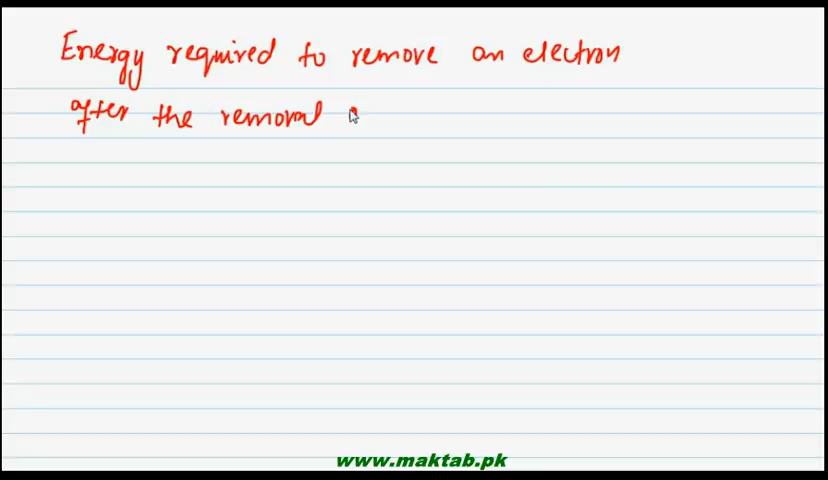 Energy required to remove an electron
after the removal
www.maktab.pk